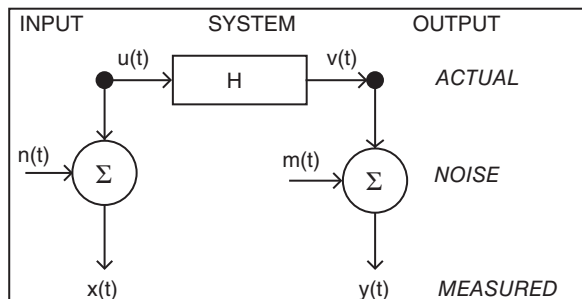 INPUT SYSTEM OUTPUT
u(t) v(t)
H ACTUAL
n(t) m(t) NOISE
Σ Σ
x(t) y(t) MEASURED